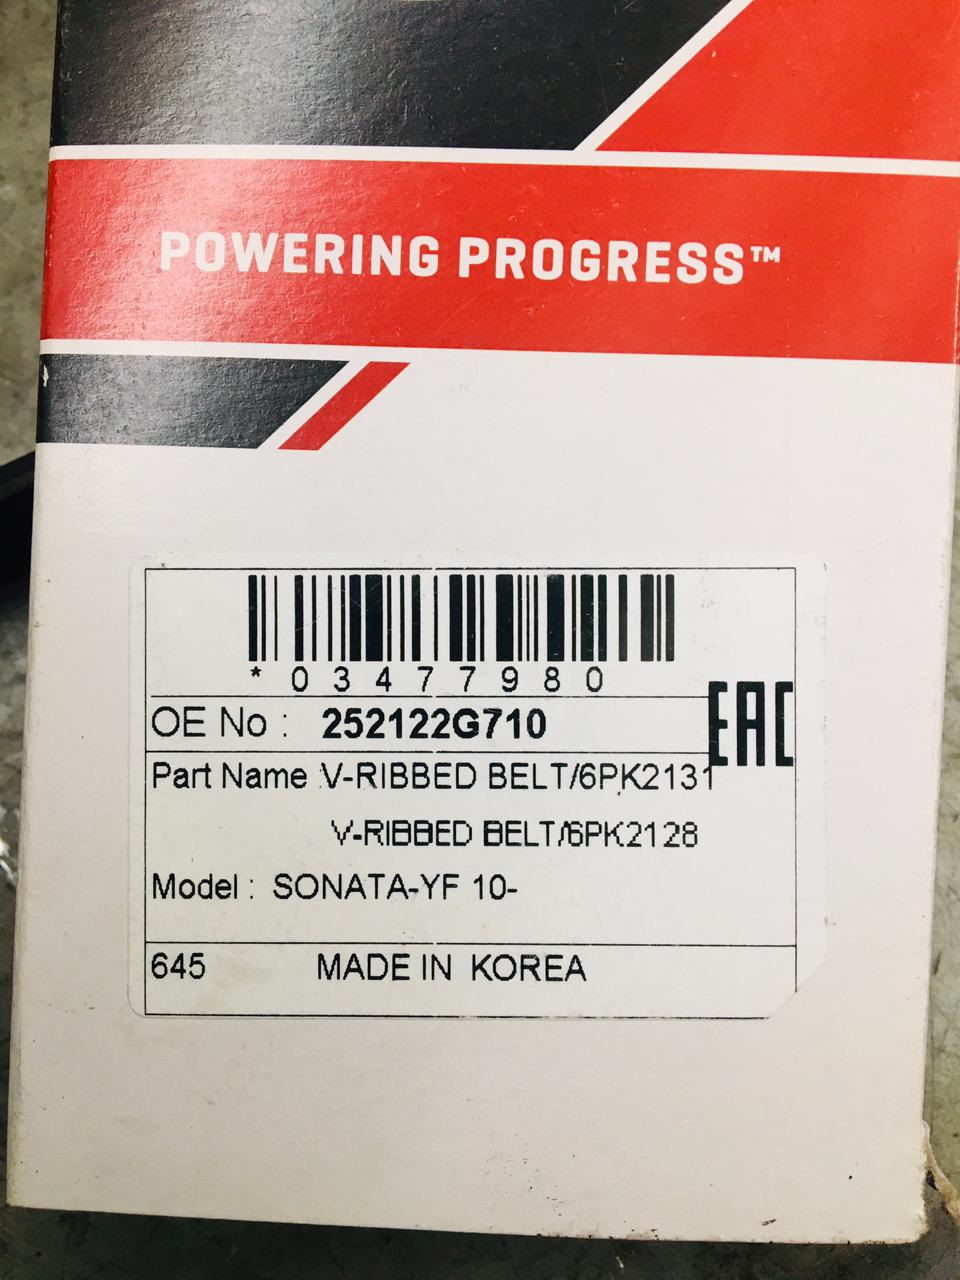 POWERING PROGRESS™
* 0 3 4 7 7 9 8 0
OE No : 252122G710
EAC
Part Name :V-RIBBED BELT/6PK2131
V-RIBBED BELT/6PK2128
Model : SONATA-YF 10-
645 MADE IN KOREA